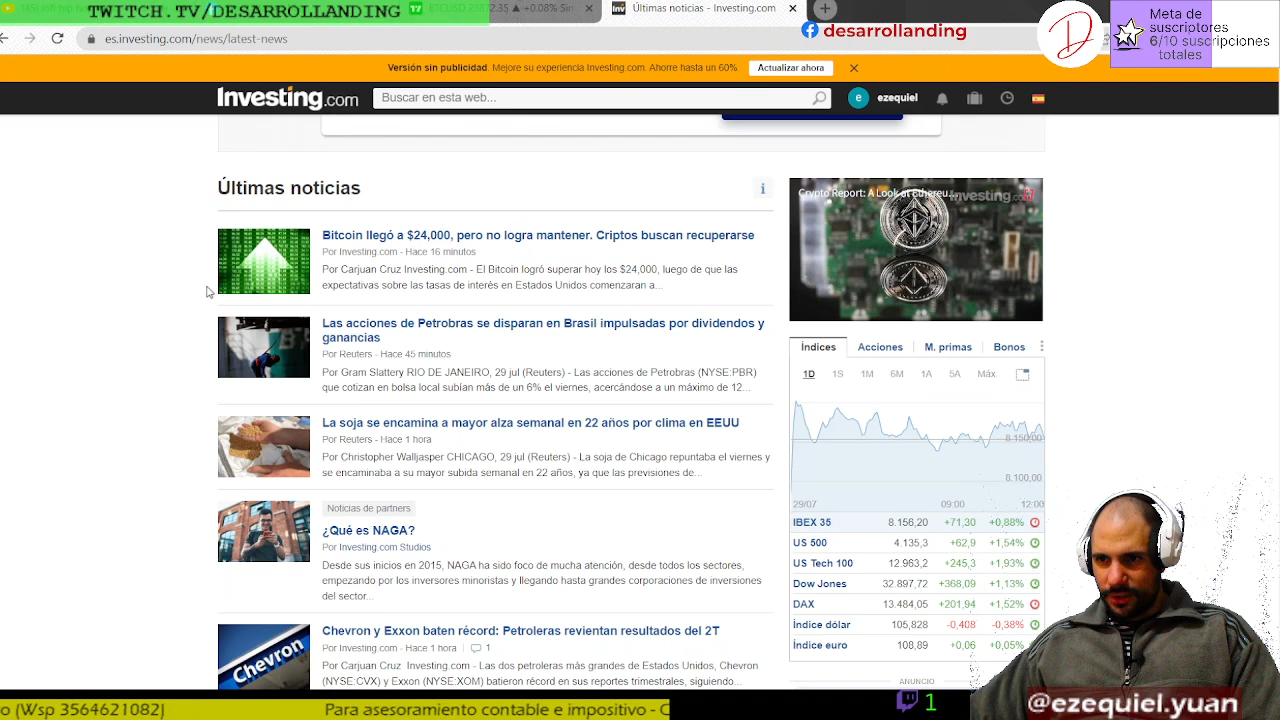 TWITCH.TV/DESARROLLANDING
+0.08%
Últimas noticias - Investing.com
es.investing.com/news/latest-news
desarrollanding
Meta de
suscriptores
6/10 suscripciones
totales
Versión sin publicidad. Mejore su experiencia Investing.com. Ahorre hasta un 60%
Actualizar ahora
Investing.com
Buscar en esta web...
e
ezequiel
Últimas noticias
i
Bitcoin llegó a $24,000, pero no logra mantener. Criptos buscan recuperarse
Por Investing.com - Hace 16 minutos
Por Carjuan Cruz Investing.com - El Bitcoin logró superar hoy los $24,000, luego de que las
expectativas sobre las tasas de interés en Estados Unidos comenzaran a...
Las acciones de Petrobras se disparan en Brasil impulsadas por dividendos y
ganancias
Por Reuters - Hace 45 minutos
Por Gram Slattery RIO DE JANEIRO, 29 jul (Reuters) - Las acciones de Petrobras (NYSE:PBR)
que cotizan en bolsa local subían más de un 6% el viernes, acercándose a un máximo de 12...
La soja se encamina a mayor alza semanal en 22 años por clima en EEUU
Por Reuters - Hace 1 hora
Por Christopher Walljasper CHICAGO, 29 jul (Reuters) - La soja de Chicago repuntaba el viernes y
se encaminaba a su mayor subida semanal en 22 años, ya que las previsiones de...
Noticias de partners
¿Qué es NAGA?
Por Investing.com Studios
Desde sus inicios en 2015, NAGA ha sido foco de mucha atención, desde todos los sectores,
empezando por los inversores minoristas y llegando hasta grandes corporaciones de inversiones
del sector...
Chevron y Exxon baten récord: Petroleras revientan resultados del 2T
Por Investing.com - Hace 1 hora | 1
Por Carjuan Cruz Investing.com - Las dos petroleras más grandes de Estados Unidos, Chevron
(NYSE:CVX) y Exxon (NYSE:XOM) batieron récord en sus reportes trimestrales, siguiendo...
Chevron
Crypto Report: A Look at Ethereu...
Investing.com
Índices
Acciones
M. primas
Bonos
1D
1S
1M
6M
1A
5A
Máx.
8.150,00
8.100,00
29/07
09:00
12:00
IBEX 35 8.156,20 +71,30 +0,88%
US 500 4.135,3 +62,9 +1,54%
US Tech 100 12.963,2 +245,3 +1,93%
Dow Jones 32.897,72 +368,09 +1,13%
DAX 13.484,05 +201,94 +1,52%
Índice dólar 105,828 -0,408 -0,38%
Índice euro 108,89 +0,06 +0,05%
ANUNCIO
o (Wsp 3564621082)
Para asesoramiento contable e impositivo - C
1
@ezequiel.yuan